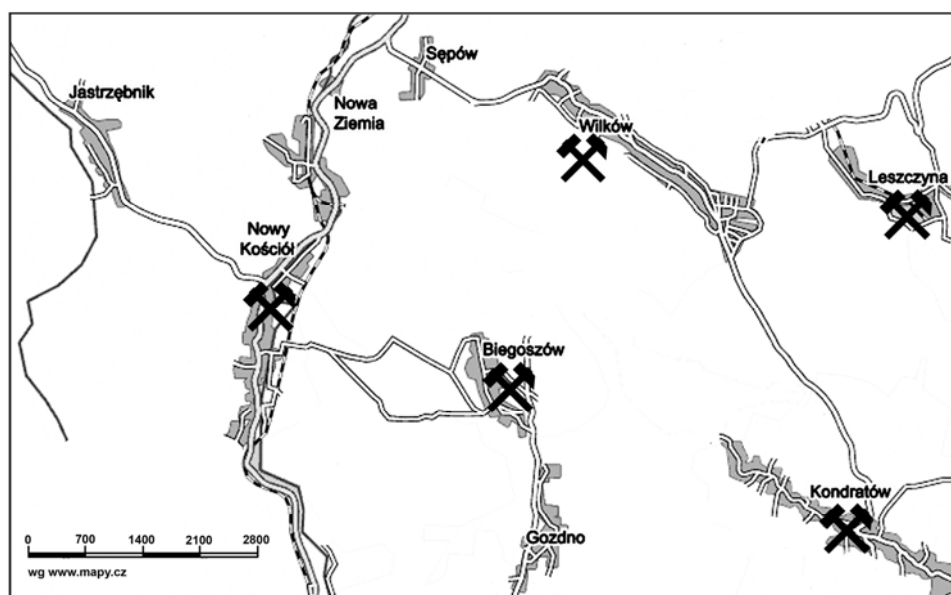 Sępów
Jastrzębnik
Nowa
Ziemia
Wilków
Leszczyna
Nowy
Kościół
Biegoszów
Kondratów
Gozdno
0 700 1400 2100 2800
wg www.mapy.cz